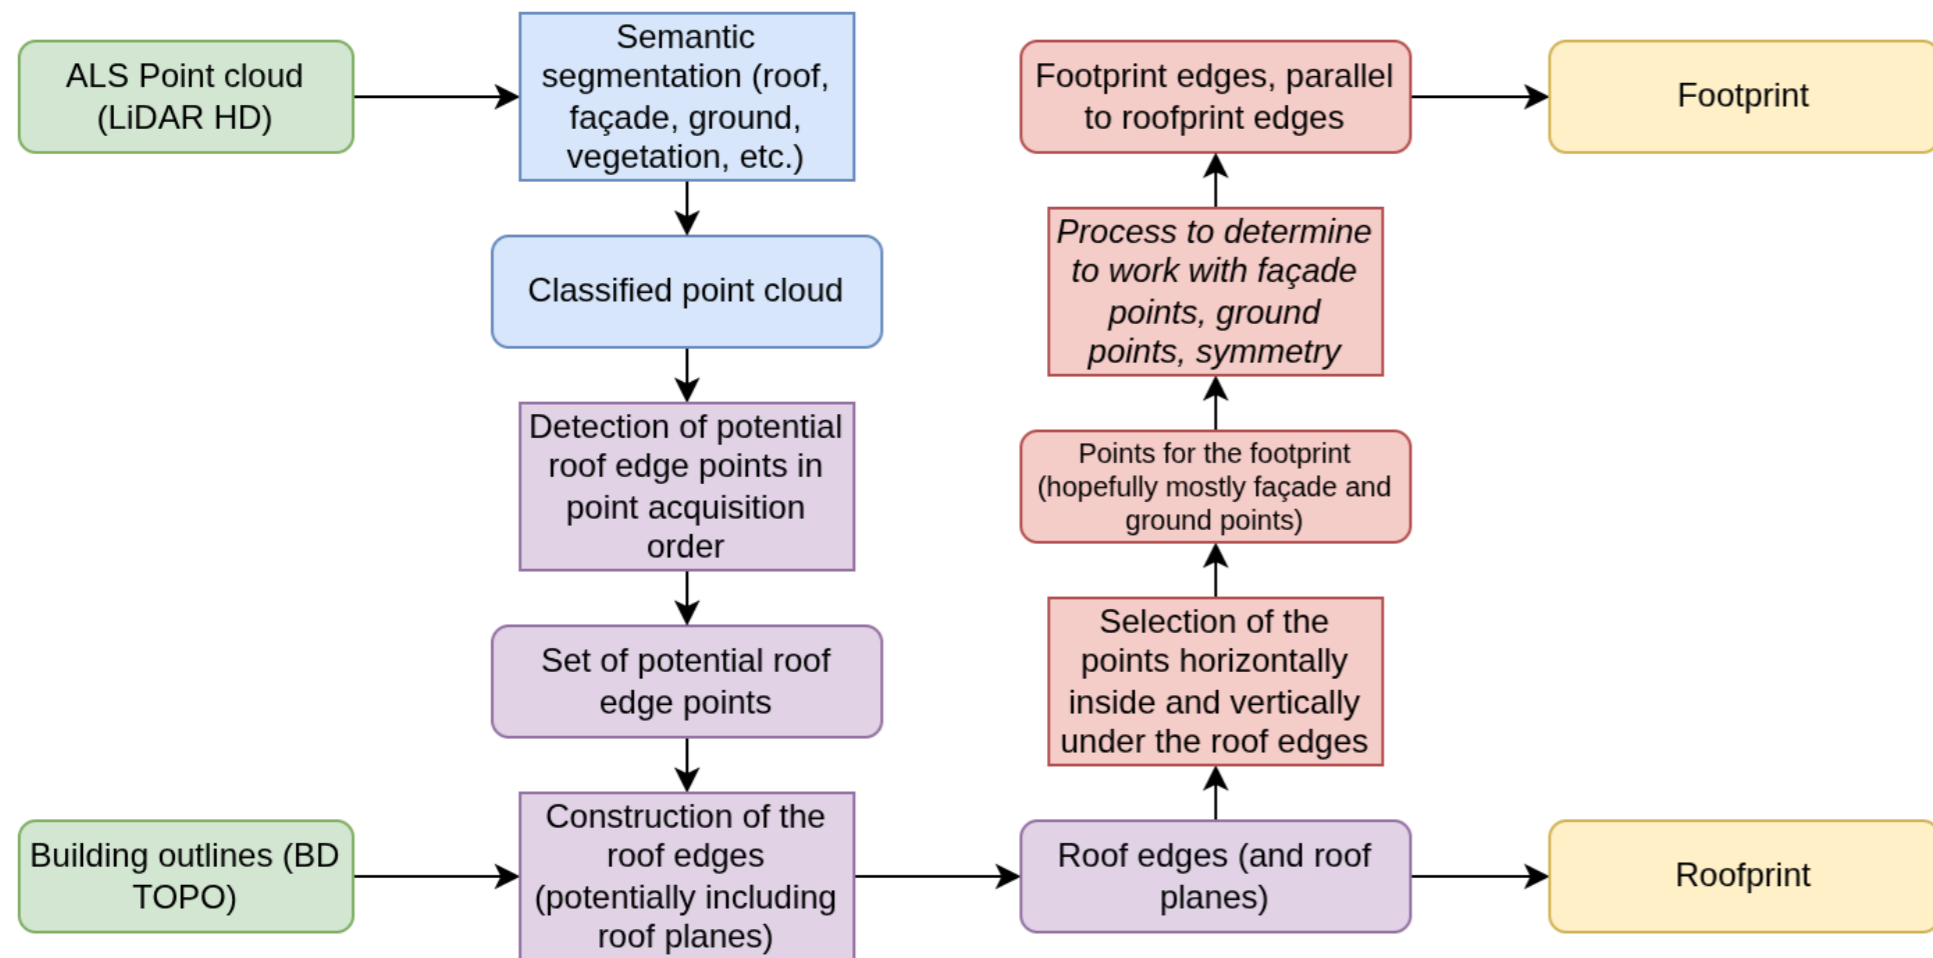 ALS Point cloud
(LiDAR HD)
Semantic
segmentation (roof,
façade, ground,
vegetation, etc.)
Classified point cloud
Detection of potential
roof edge points in
point acquisition
order
Set of potential roof
edge points
Building outlines (BD
TOPO)
Construction of the
roof edges
(potentially including
roof planes)
Roof edges (and roof
planes)
Roofprint
Selection of the
points horizontally
inside and vertically
under the roof edges
Points for the footprint
(hopefully mostly façade and
ground points)
Process to determine
to work with façade
points, ground
points, symmetry
Footprint edges, parallel
to roofprint edges
Footprint